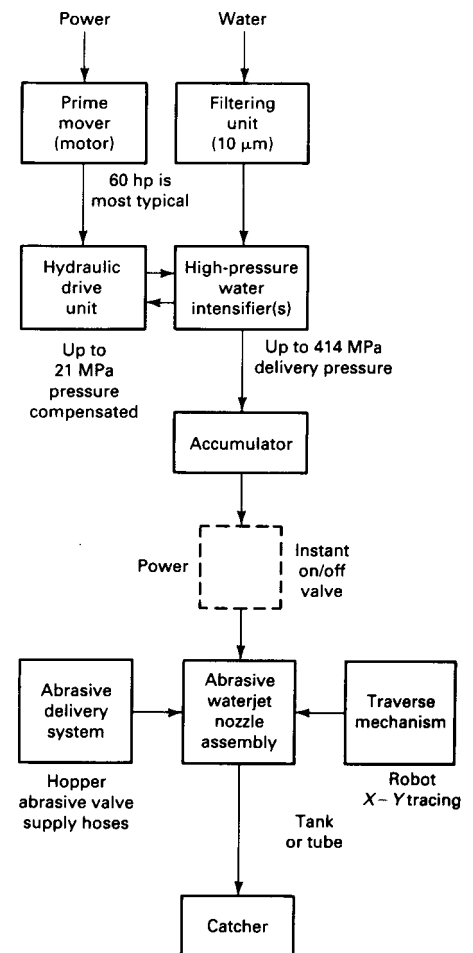 Power
Water
Prime
mover
(motor)
Filtering
unit
(10 μm)
60 hp is
most typical
Hydraulic
drive
unit
High-pressure
water
intensifier(s)
Up to
21 MPa
pressure
compensated
Up to 414 MPa
delivery pressure
Accumulator
Power
Instant
on/off
valve
Abrasive
delivery
system
Abrasive
waterjet
nozzle
assembly
Traverse
mechanism
Hopper
abrasive valve
supply hoses
Robot
X–Y tracing
Tank
or tube
Catcher